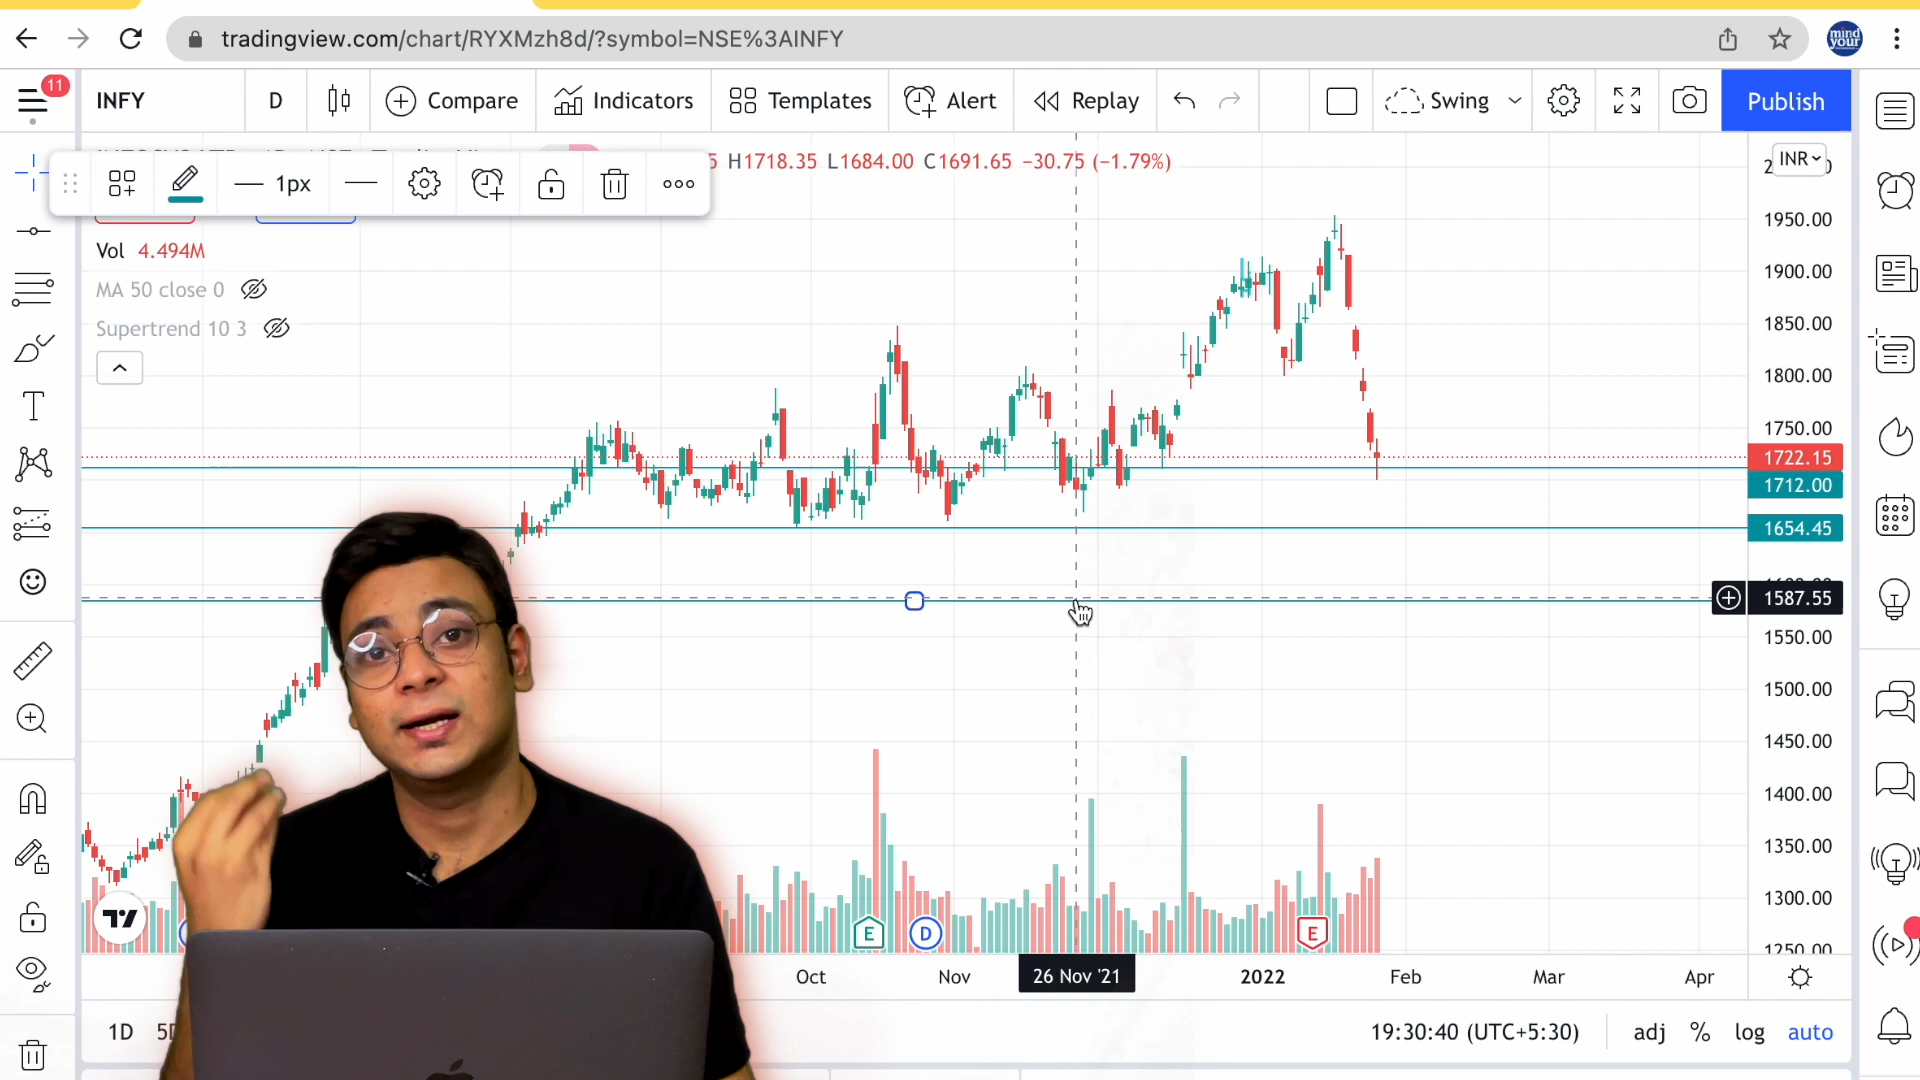 tradingview.com/chart/RYXMzh8d/?symbol=NSE%3AINFY
mind
your
11
INFY
D
Compare
Indicators
Templates
Alert
Replay
Swing
Publish
1px
H1718.35 L1684.00 C1691.65 −30.75 (−1.79%)
INR
Vol 4.494M
MA 50 close 0
Supertrend 10 3
1950.00
1900.00
1850.00
1800.00
1750.00
1722.15
1712.00
1654.45
1587.55
1550.00
1500.00
1450.00
1400.00
1350.00
1300.00
1250.00
E
D
E
Oct
Nov
26 Nov '21
2022
Feb
Mar
Apr
1D
19:30:40 (UTC+5:30)
adj
%
log
auto